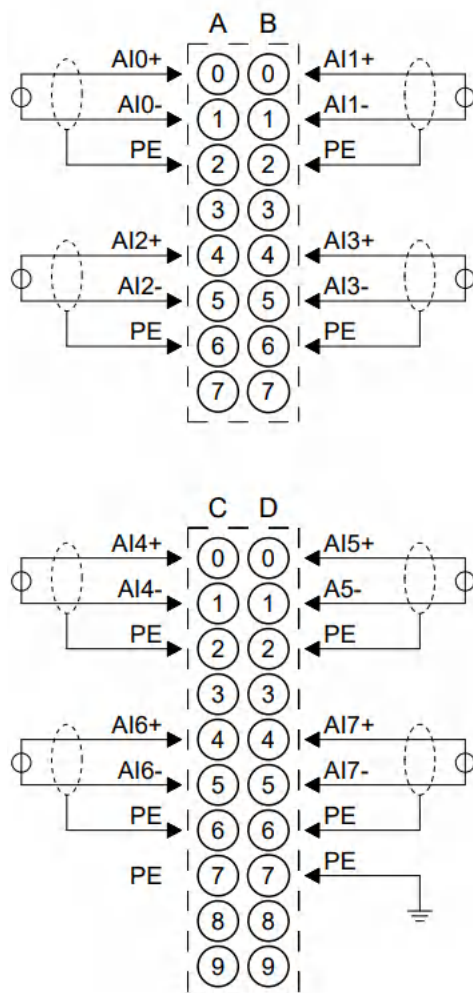 A B
AI0+ 0 0 AI1+
AI0- 1 1 AI1-
PE 2 2 PE
3 3
AI2+ 4 4 AI3+
AI2- 5 5 AI3-
PE 6 6 PE
7 7
C D
AI4+ 0 0 AI5+
AI4- 1 1 A5-
PE 2 2 PE
3 3
AI6+ 4 4 AI7+
AI6- 5 5 AI7-
PE 6 6 PE
PE 7 7 PE
8 8
9 9